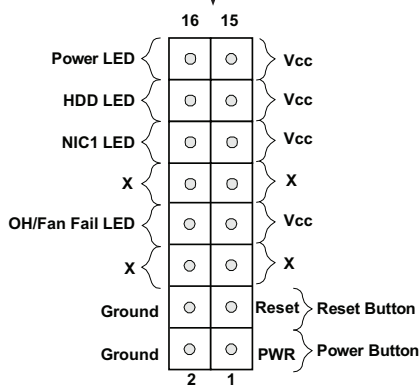 16 15
Power LED Vcc
HDD LED Vcc
NIC1 LED Vcc
X X
OH/Fan Fail LED Vcc
X X
Ground Reset Reset Button
Ground PWR Power Button
2 1